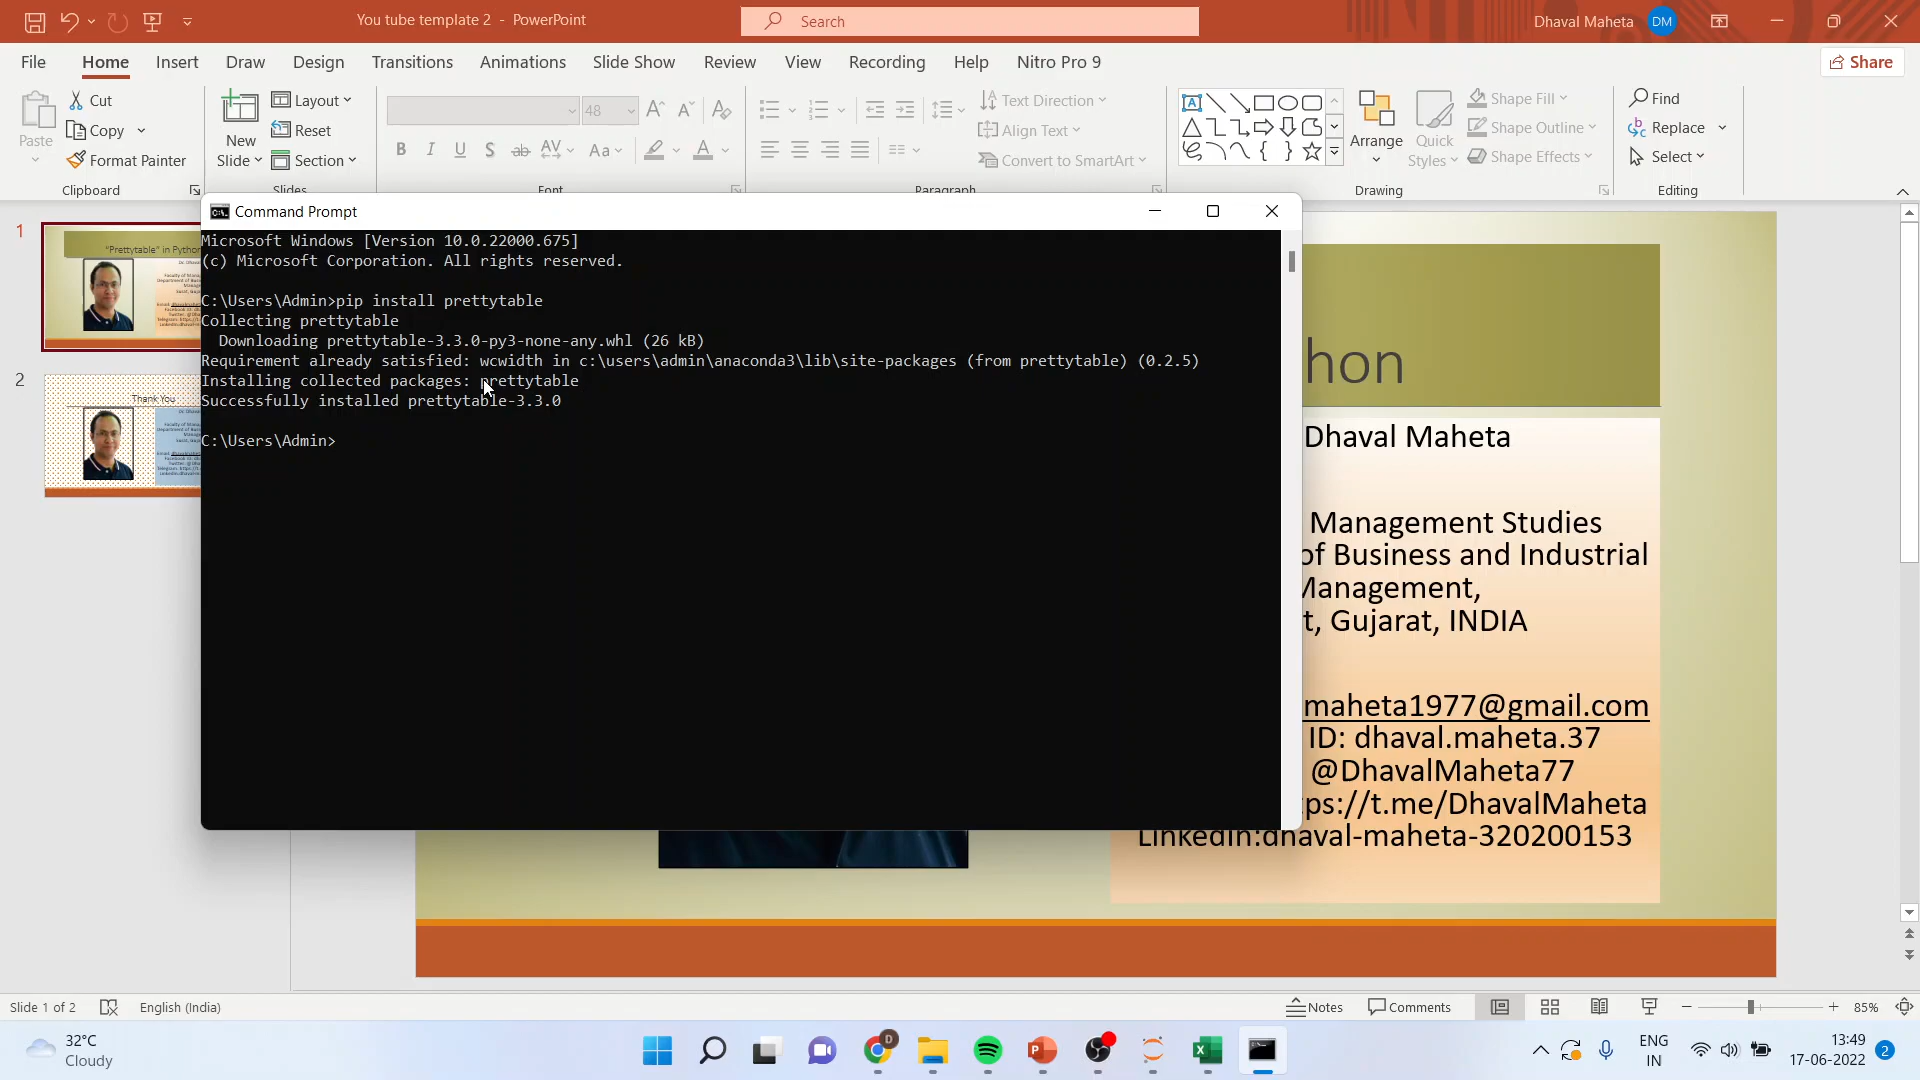 You tube template 2 - PowerPoint
Search
Dhaval Maheta
DM
File
Home
Insert
Draw
Design
Transitions
Animations
Slide Show
Review
View
Recording
Help
Nitro Pro 9
Share
Paste
Cut
Copy
Format Painter
Clipboard
New
Slide
Layout
Reset
Section
Slides
48
Font
Text Direction
Align Text
Convert to SmartArt
Paragraph
Arrange
Quick
Styles
Shape Fill
Shape Outline
Shape Effects
Drawing
Find
Replace
Select
Editing
1
"Prettytable" in Python
2
Thank You
Command Prompt
Microsoft Windows [Version 10.0.22000.675]
(c) Microsoft Corporation. All rights reserved.
C:\Users\Admin>pip install prettytable
Collecting prettytable
Downloading prettytable-3.3.0-py3-none-any.whl (26 kB)
Requirement already satisfied: wcwidth in c:\users\admin\anaconda3\lib\site-packages (from prettytable) (0.2.5)
Installing collected packages: prettytable
Successfully installed prettytable-3.3.0
C:\Users\Admin>
hon
Dhaval Maheta
Management Studies
of Business and Industrial
Management,
t, Gujarat, INDIA
maheta1977@gmail.com
ID: dhaval.maheta.37
@DhavalMaheta77
ps://t.me/DhavalMaheta
LinkedIn:dhaval-maheta-320200153
Slide 1 of 2
English (India)
Notes
Comments
85%
32°C
Cloudy
D
ENG
IN
13:49
17-06-2022
2